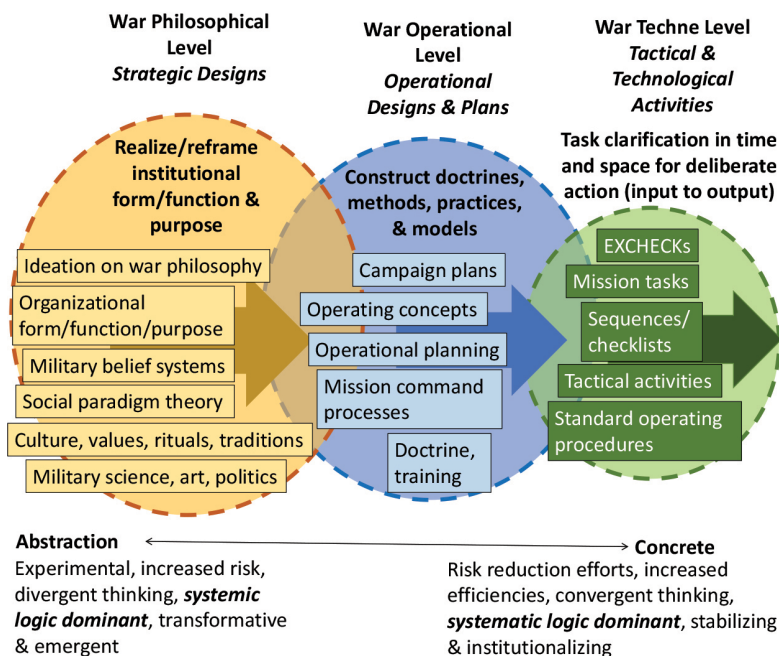 War Philosophical
Level
Strategic Designs
War Operational
Level
Operational
Designs & Plans
War Techne Level
Tactical &
Technological
Activities
Realize/reframe
institutional
form/function &
purpose
Ideation on war philosophy
Organizational
form/function/purpose
Military belief systems
Social paradigm theory
Culture, values, rituals, traditions
Military science, art, politics
Construct doctrines,
methods, practices,
& models
Campaign plans
Operating concepts
Operational planning
Mission command
processes
Doctrine,
training
Task clarification in time
and space for deliberate
action (input to output)
EXCHECKs
Mission tasks
Sequences/
checklists
Tactical activities
Standard operating
procedures
Abstraction
Experimental, increased risk,
divergent thinking, systemic
logic dominant, transformative
& emergent
Concrete
Risk reduction efforts, increased
efficiencies, convergent thinking,
systematic logic dominant, stabilizing
& institutionalizing